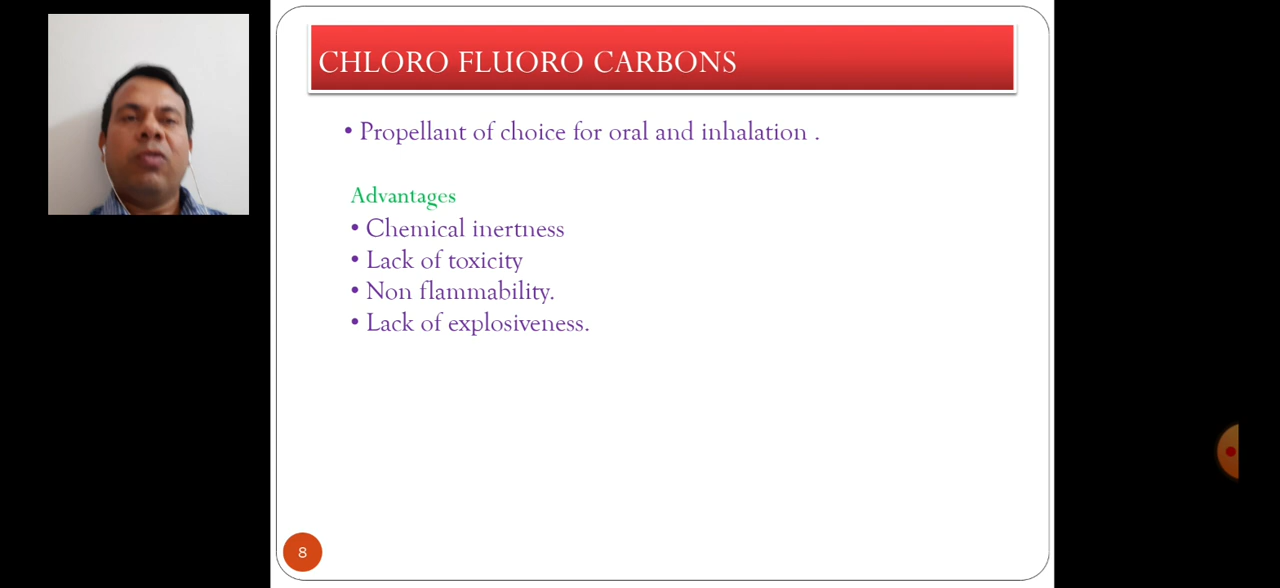 CHLORO FLUORO CARBONS
• Propellant of choice for oral and inhalation .
Advantages
• Chemical inertness
• Lack of toxicity
• Non flammability.
• Lack of explosiveness.
8